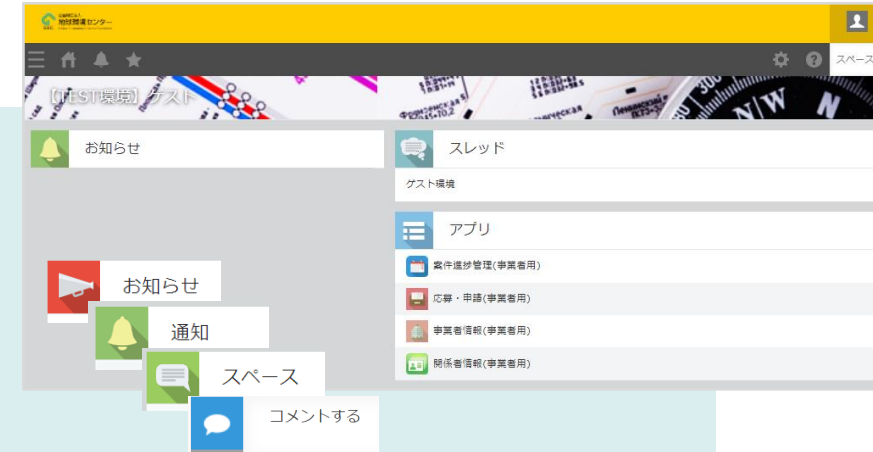 地球環境センター
スペース
【TEST環境】ゲスト
N/W
N
お知らせ
スレッド
ゲスト環境
アプリ
案件進捗管理(事業者用)
応募・申請(事業者用)
事業者情報(事業者用)
関係者情報(事業者用)
お知らせ
通知
スペース
コメントする